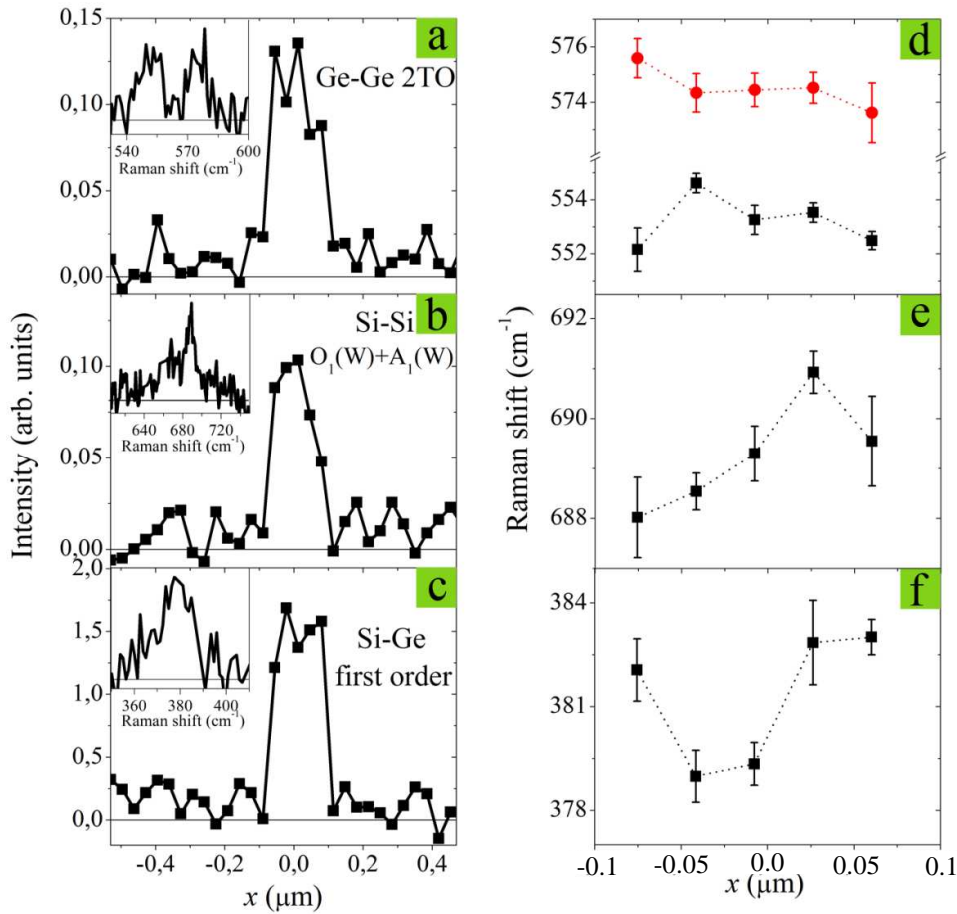 0,15
a
Ge-Ge 2TO
0,10
540 570 600
Raman shift (cm-1)
0,05
0,00
b
Si-Si
O1(W)+A1(W)
0,10
640 680 720
Raman shift (cm-1)
0,05
0,00
Intensity (arb. units)
2,0
c
Si-Ge
first order
1,5
360 380 400
Raman shift (cm-1)
1,0
0,5
0,0
-0,4 -0,2 0,0 0,2 0,4
x (μm)
576
d
574
554
552
692
e
690
688
Raman shift (cm-1)
384
f
381
378
-0.1 -0.05 0.0 0.05 0.1
x (μm)